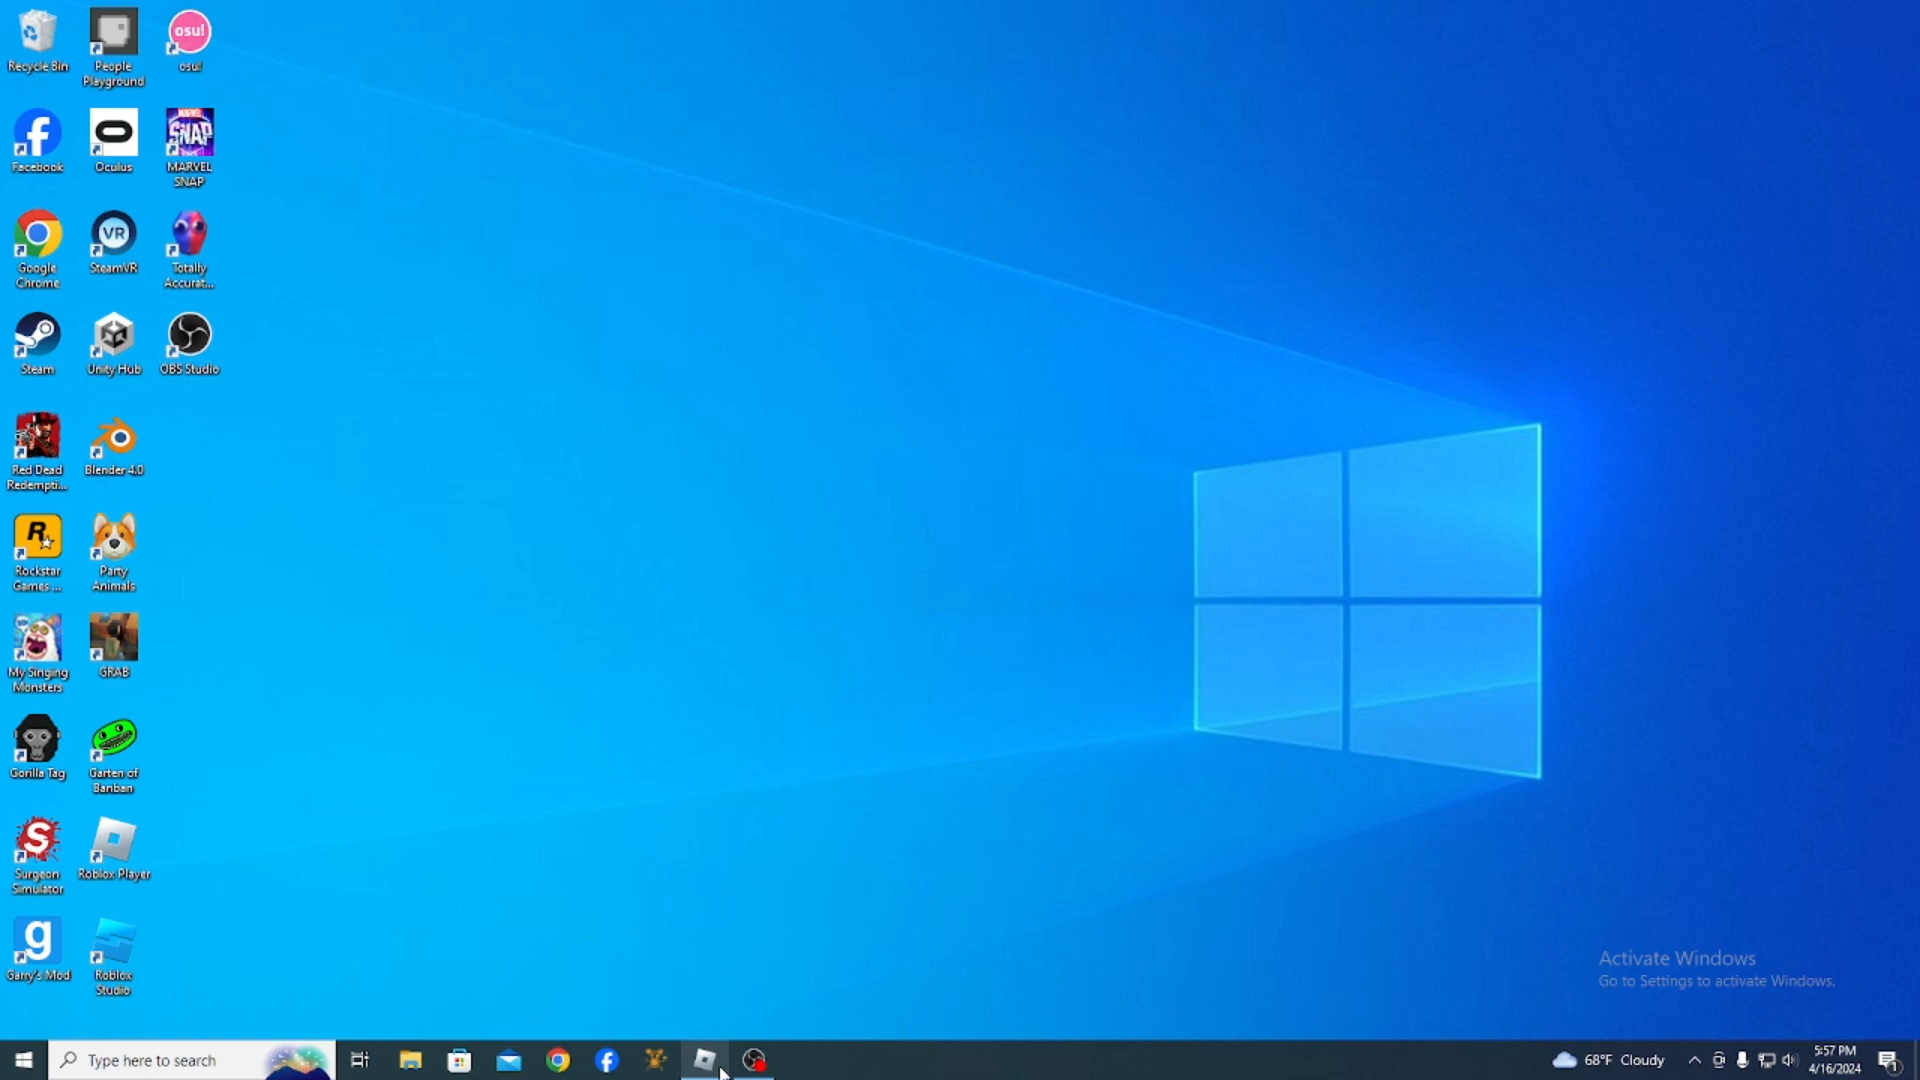 Recycle Bin
People
Playground
osu!
osu!
Facebook
Oculus
MARVEL
SNAP
MARVEL
SNAP
Google
Chrome
VR
SteamVR
Totally
Accurat...
Steam
Unity Hub
OBS Studio
Red Dead
Redempti...
Blender 4.0
R
Rockstar
Games ...
Party
Animals
My Singing
Monsters
GRAB
Gorilla Tag
Garten of
Banban
S
Surgeon
Simulator
Roblox Player
g
Garry's Mod
Roblox
Studio
Activate Windows
Go to Settings to activate Windows.
Type here to search
68°F Cloudy
5:57 PM
4/16/2024
1